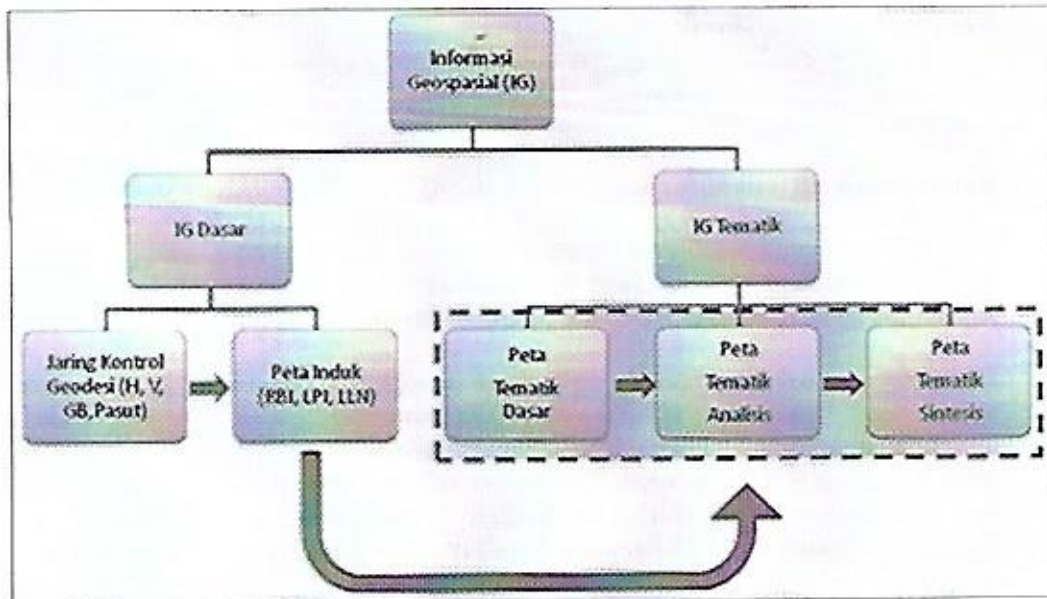 Informasi
Geospasial (IG)
IG Dasar
IG Tematik
Jaring Kontrol
Geodesi (H, V,
GB, Pasut)
Peta Induk
(RBI, LPI, LLN)
Peta
Tematik
Dasar
Peta
Tematik
Analisis
Peta
Tematik
Sintesis